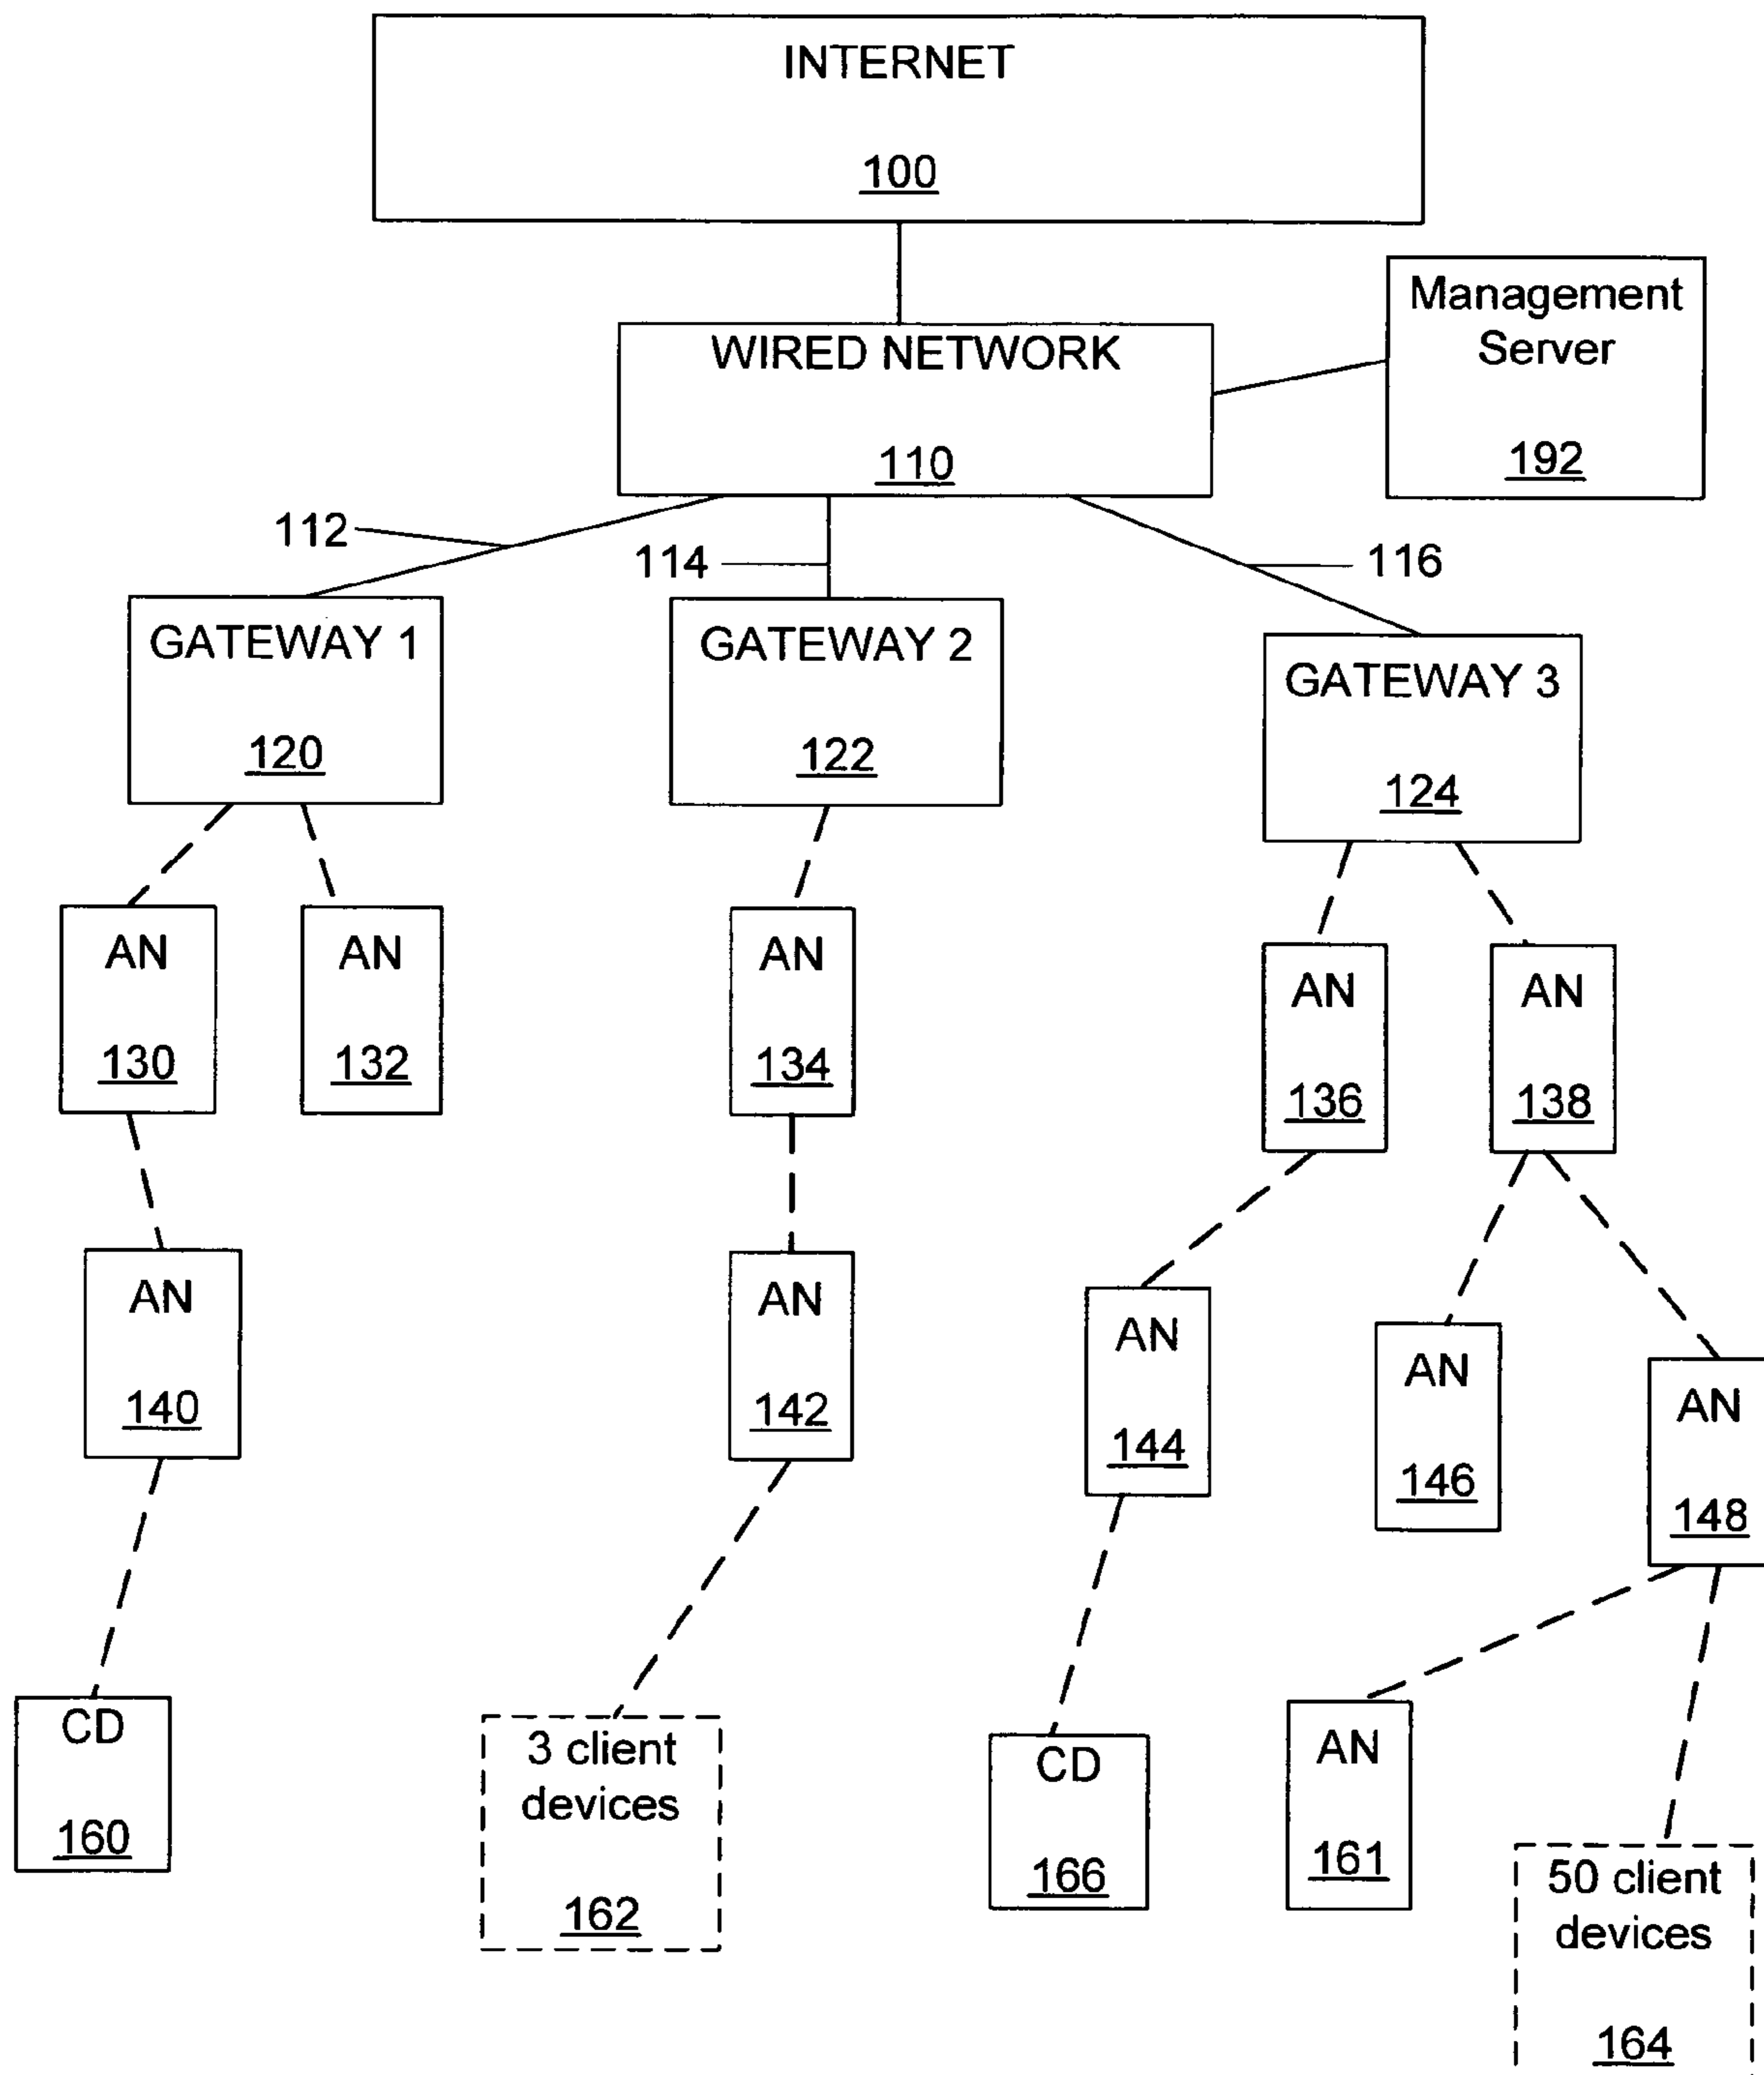 INTERNET
100
Management
Server
192
WIRED NETWORK
110
112
114
116
GATEWAY 1
120
GATEWAY 2
122
GATEWAY 3
124
AN
130
AN
132
AN
134
AN
136
AN
138
AN
140
AN
142
AN
144
AN
146
AN
148
CD
160
3 client
devices
162
CD
166
AN
161
50 client
devices
164